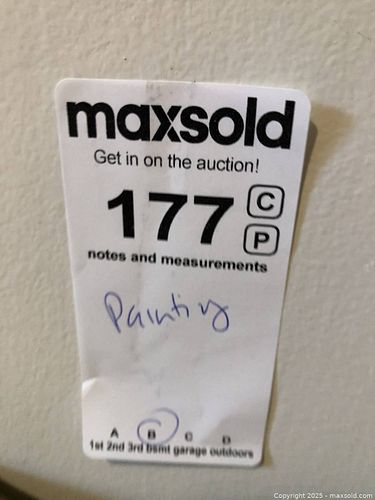 maxsold
Get in on the auction!
177 C
P
notes and measurements
Painting
A B C D
1st 2nd 3rd bsmt garage outdoors
Copyright 2025 - maxsold.com